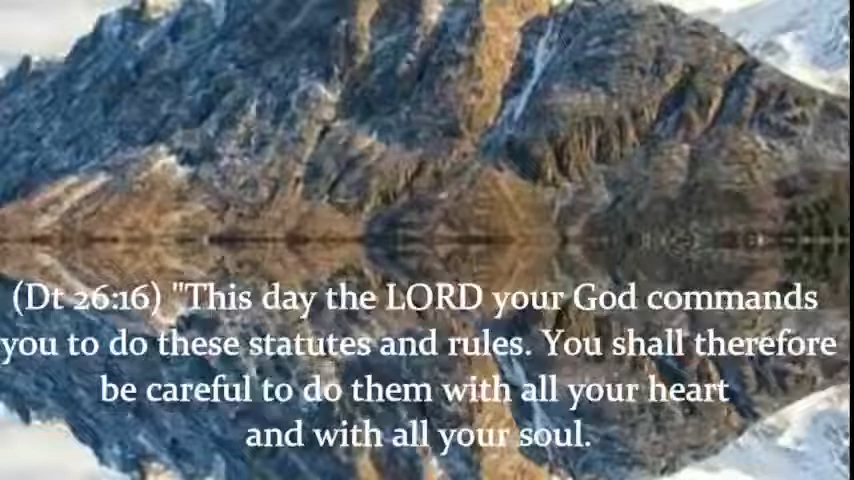 (Dt 26:16) "This day the LORD your God commands
you to do these statutes and rules. You shall therefore
be careful to do them with all your heart
and with all your soul.